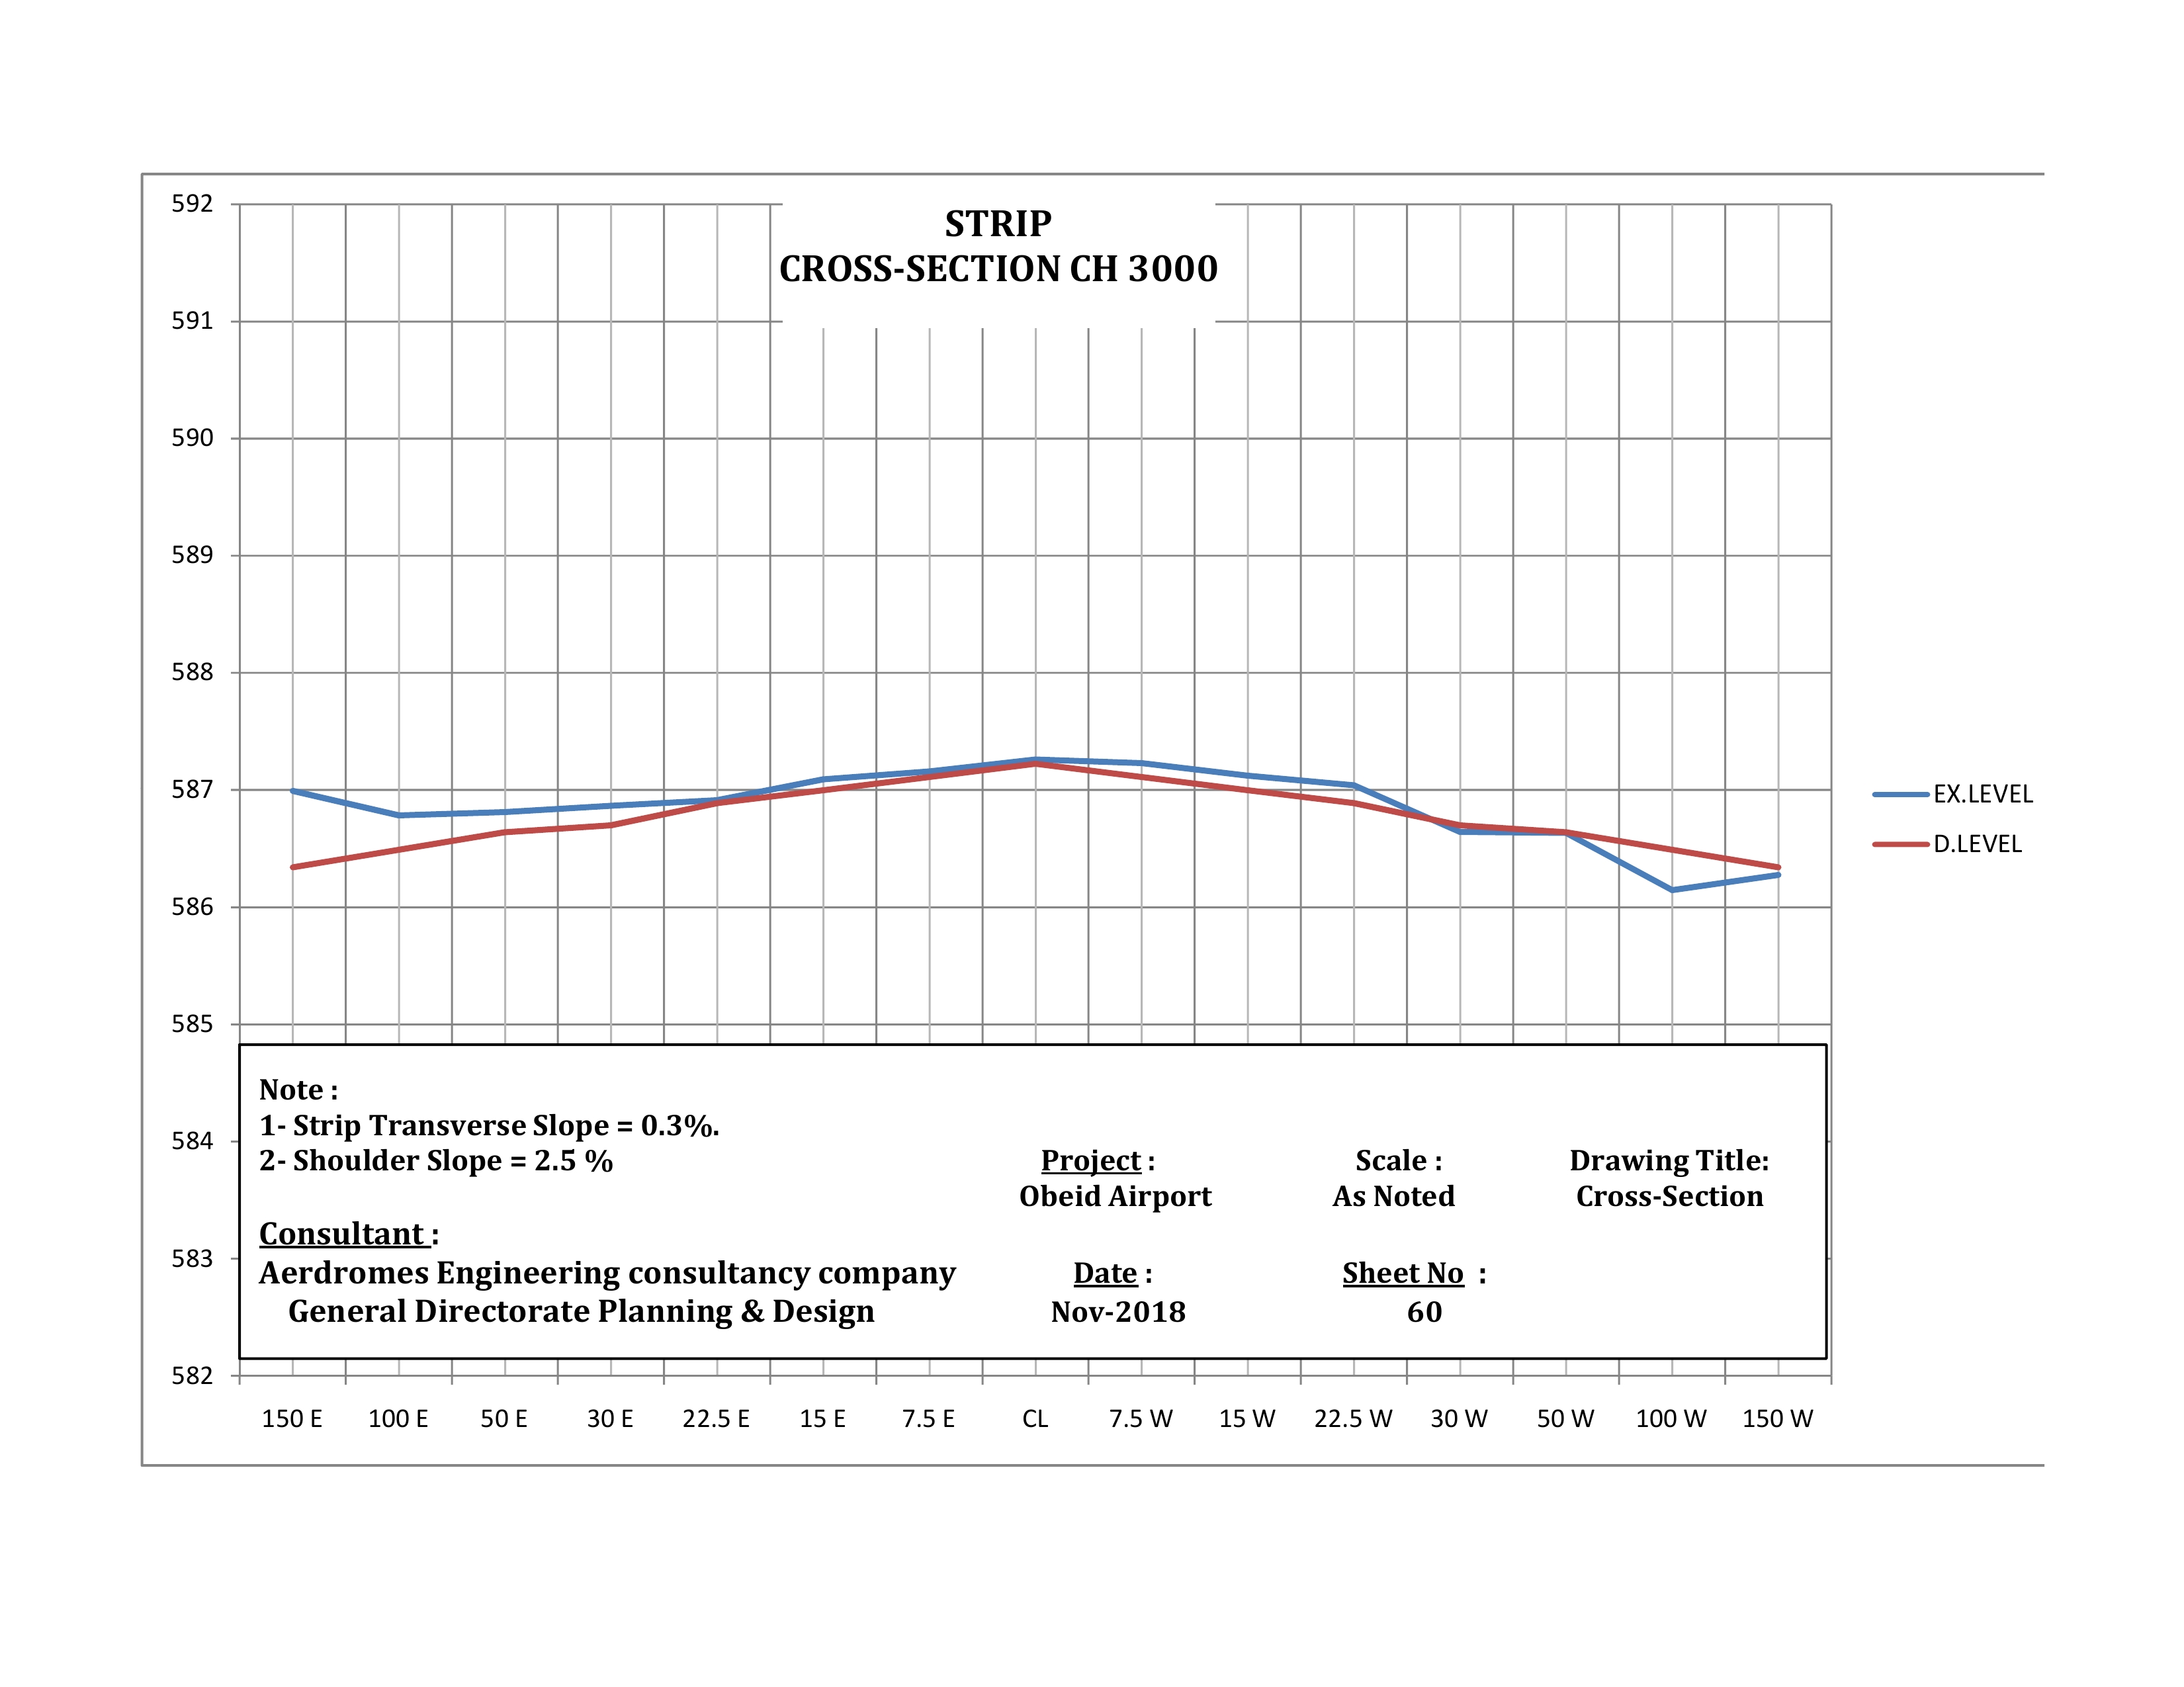 STRIP
CROSS-SECTION CH 3000
592
591
590
589
588
587
586
585
584
583
582
EX.LEVEL
D.LEVEL
Note :
1- Strip Transverse Slope = 0.3%.
2- Shoulder Slope = 2.5 %
Consultant :
Aerdromes Engineering consultancy company
General Directorate Planning & Design
Project :
Obeid Airport
Scale :
As Noted
Drawing Title:
Cross-Section
Date :
Nov-2018
Sheet No :
60
150 E 100 E 50 E 30 E 22.5 E 15 E 7.5 E CL 7.5 W 15 W 22.5 W 30 W 50 W 100 W 150 W